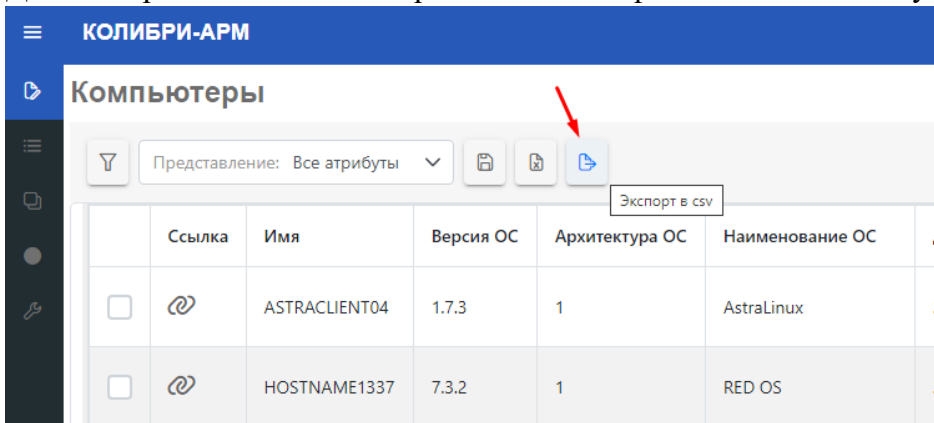 КОЛИБРИ-АРМ
Компьютеры
Представление: Все атрибуты
Экспорт в csv
Ссылка Имя Версия ОС Архитектура ОС Наименование ОС
ASTRACLIENT04 1.7.3 1 AstraLinux
HOSTNAME1337 7.3.2 1 RED OS